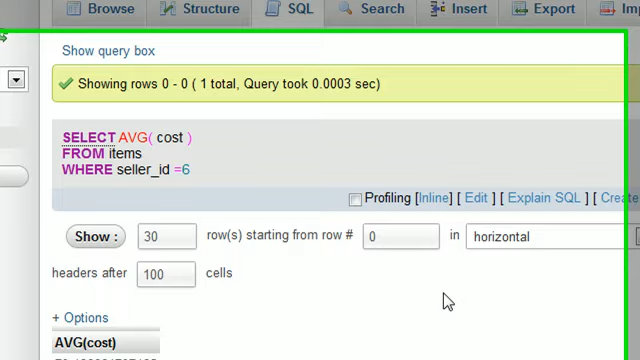 Browse Structure SQL Search Insert Export
Show query box
Showing rows 0 - 0 ( 1 total, Query took 0.0003 sec)
SELECT AVG( cost )
FROM items
WHERE seller_id =6
Profiling [Inline] [ Edit ] [ Explain SQL ] [ Create
Show : 30 row(s) starting from row # 0 in horizontal
headers after 100 cells
+ Options
AVG(cost)